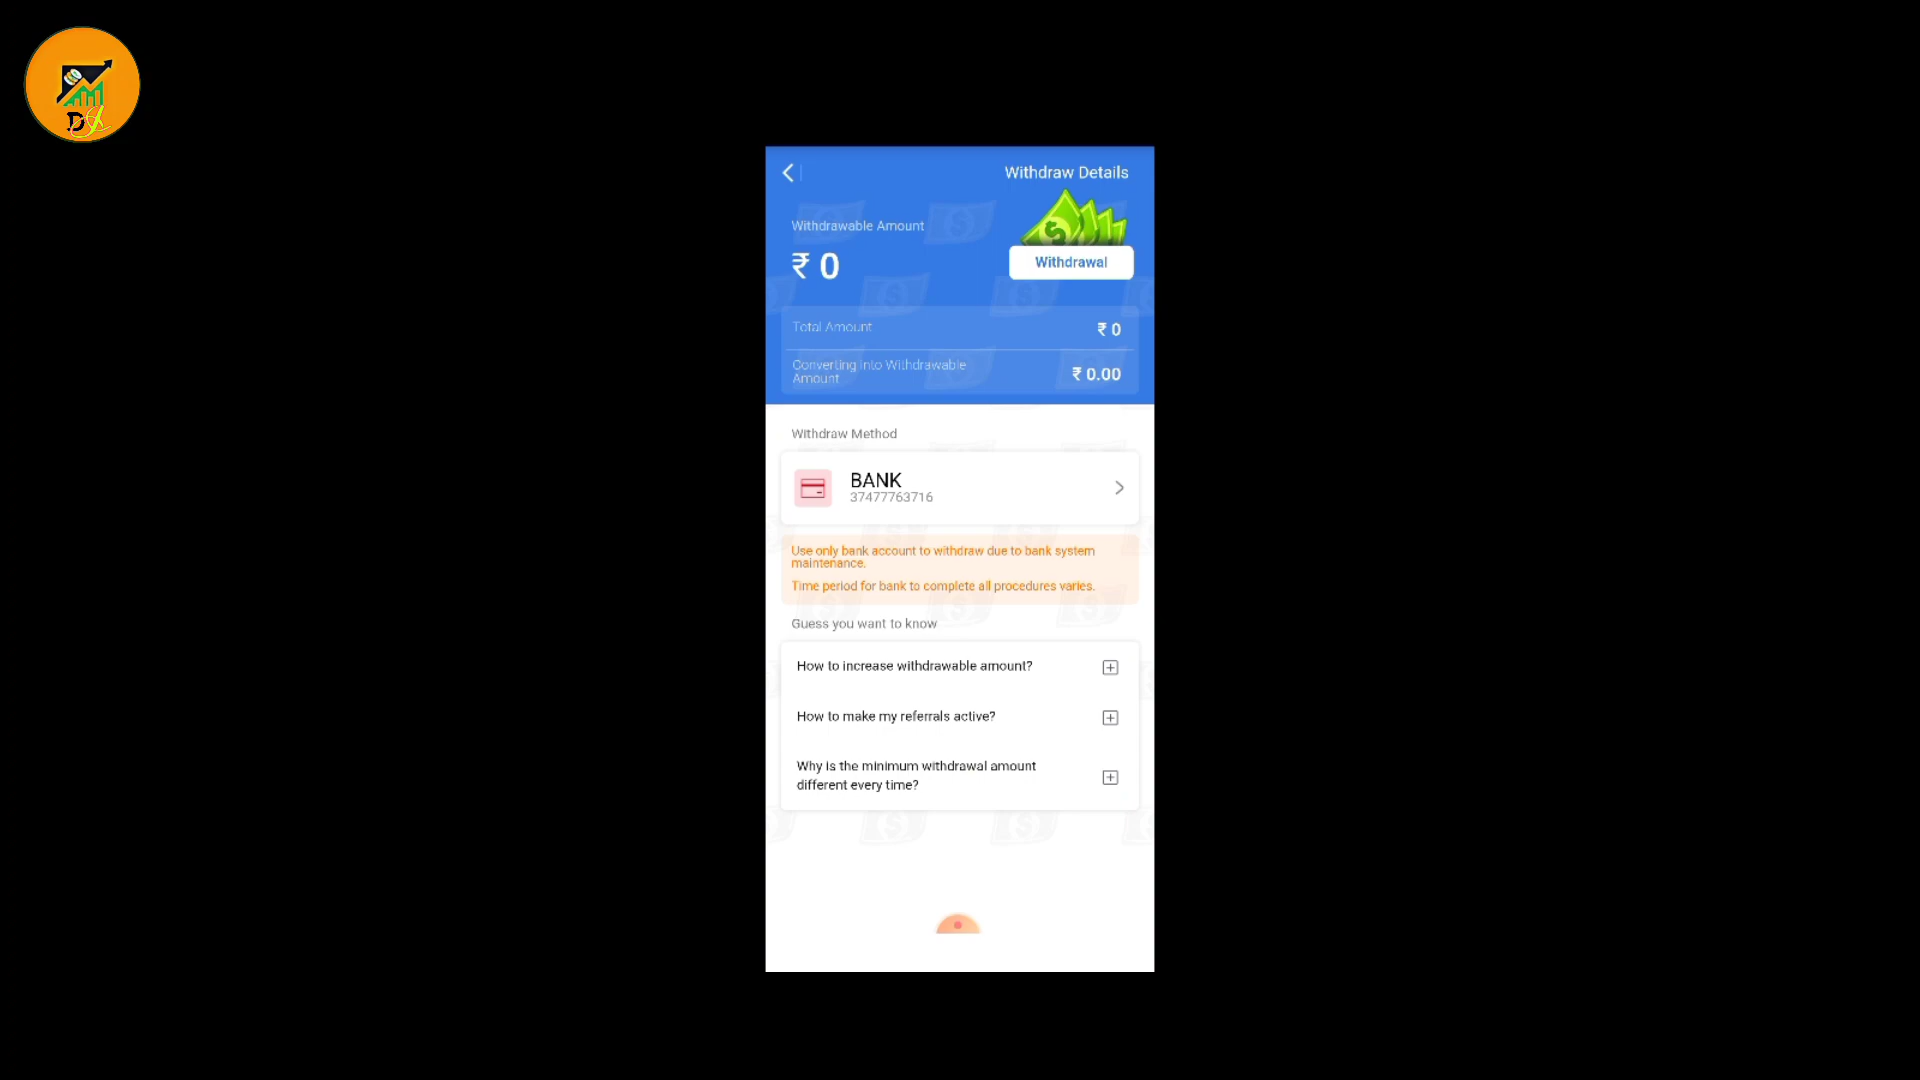 Withdraw Details
Withdrawable Amount
₹ 0
Withdrawal
Total Amount
₹ 0
Converting into Withdrawable
Amount
₹ 0.00
Withdraw Method
BANK
37477763716
Use only bank account to withdraw due to bank system
maintenance.
Time period for bank to complete all procedures varies.
Guess you want to know
How to increase withdrawable amount?
How to make my referrals active?
Why is the minimum withdrawal amount
different every time?